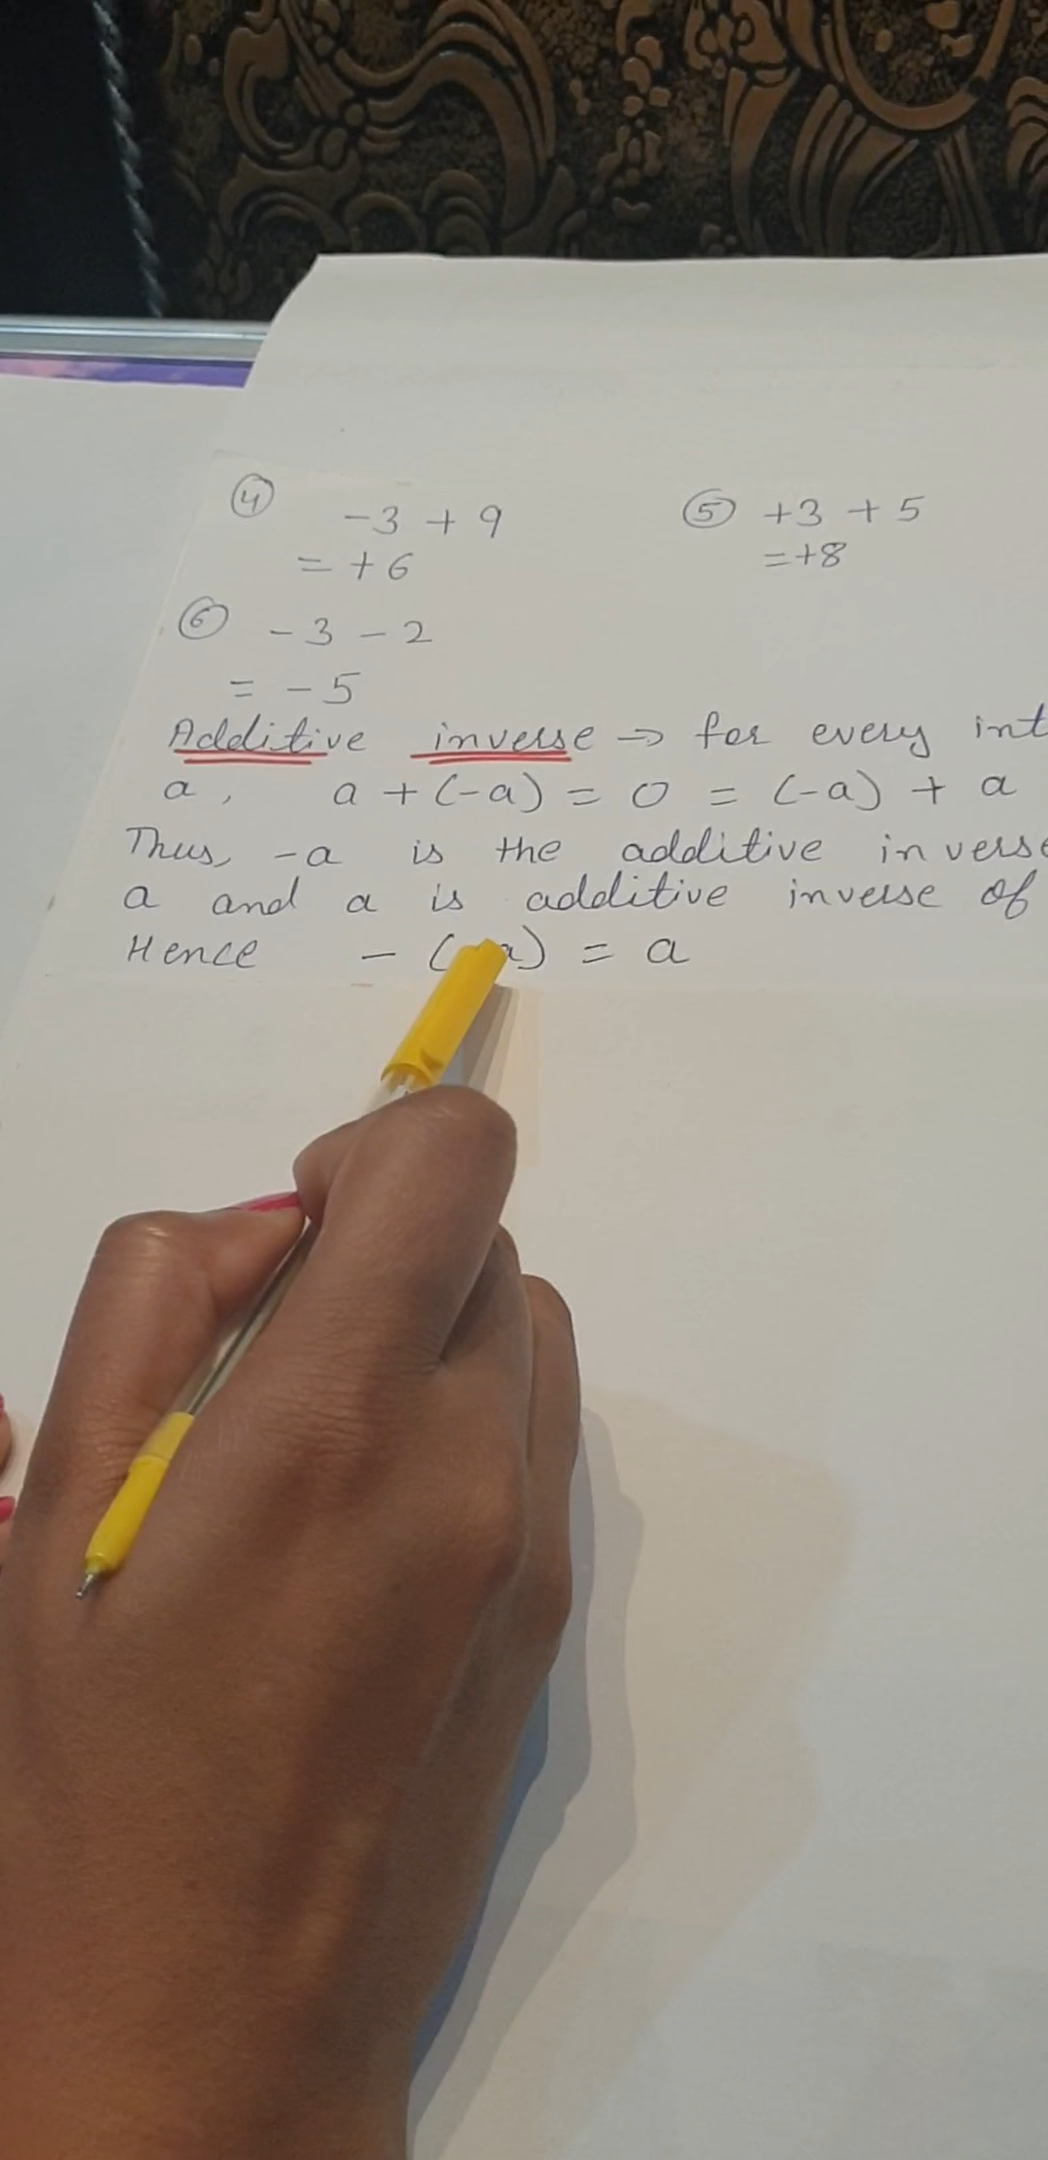 ④ -3 + 9 ⑤ +3 + 5
= +6 =+8
⑥ -3 - 2
= -5
Additive inverse → for every
a, a + (-a) = 0 = (-a) + a
Thus, -a is the additive inverse
a and a is additive inverse of
Hence - ( a) = a